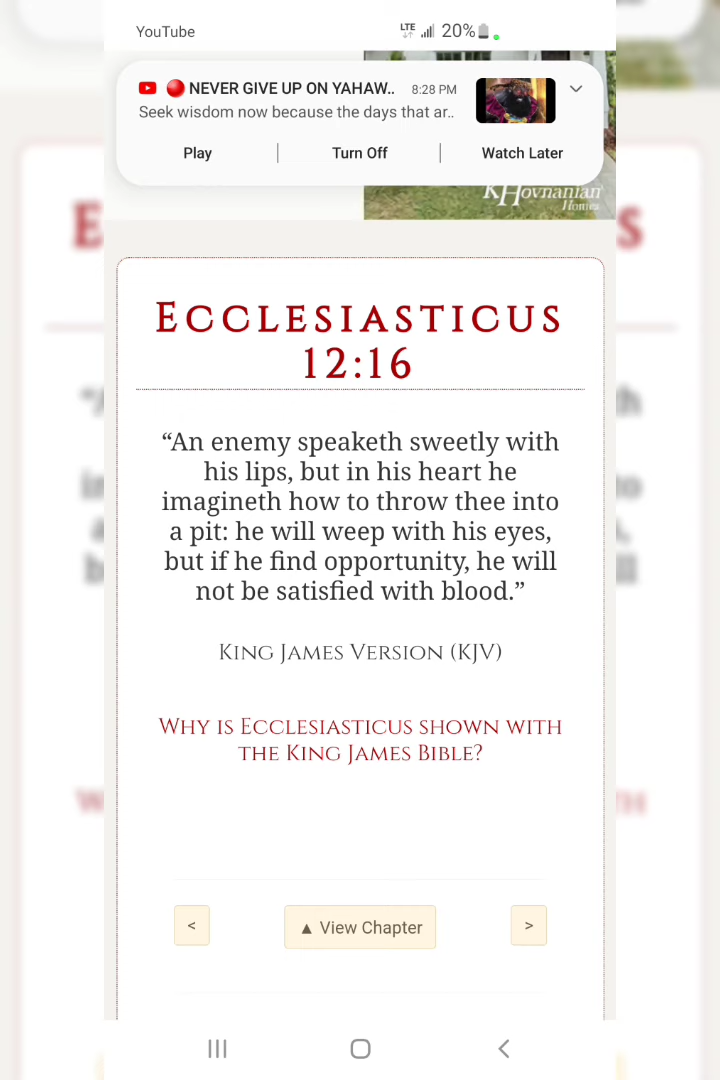 YouTube
LTE
20%
NEVER GIVE UP ON YAHAW..
8:28 PM
Seek wisdom now because the days that ar..
Play
Turn Off
Watch Later
KHovnanian
Homes
ECCLESIASTICUS
12:16
“An enemy speaketh sweetly with
his lips, but in his heart he
imagineth how to throw thee into
a pit: he will weep with his eyes,
but if he find opportunity, he will
not be satisfied with blood.”
KING JAMES VERSION (KJV)
WHY IS ECCLESIASTICUS SHOWN WITH
THE KING JAMES BIBLE?
<
▲ View Chapter
>